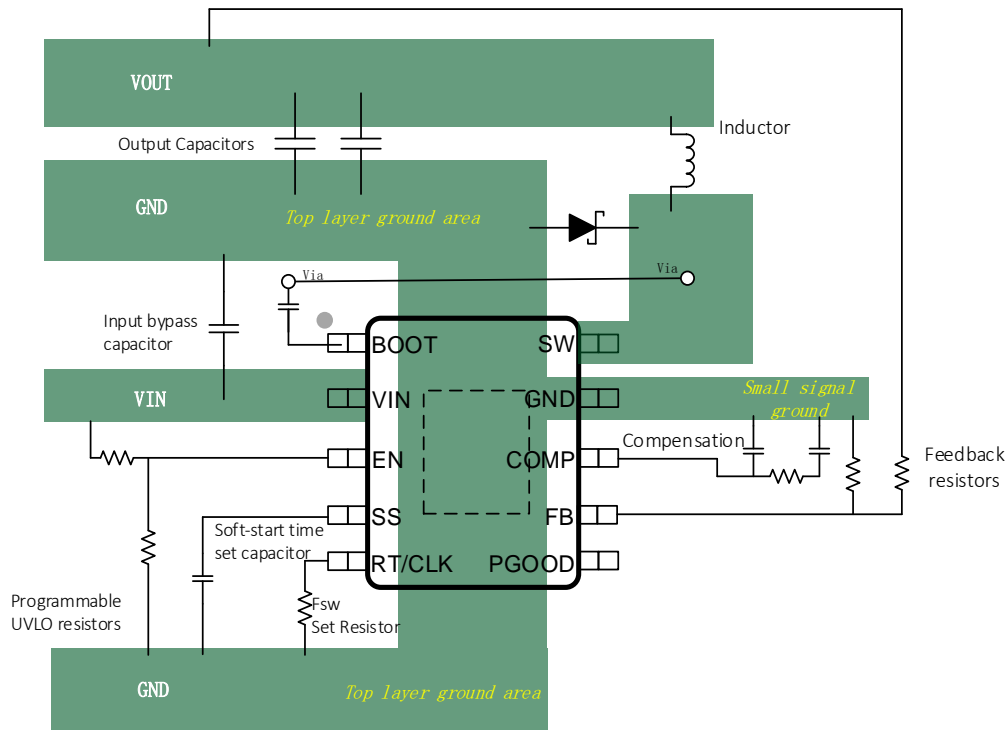 VOUT
Output Capacitors
Inductor
GND
Top layer ground area
Via
Via
Input bypass
capacitor
BOOT
SW
VIN
VIN
GND
Small signal
ground
EN
COMP
Compensation
Feedback
resistors
SS
FB
Soft-start time
set capacitor
RT/CLK
PGOOD
Programmable
UVLO resistors
Fsw
Set Resistor
GND
Top layer ground area